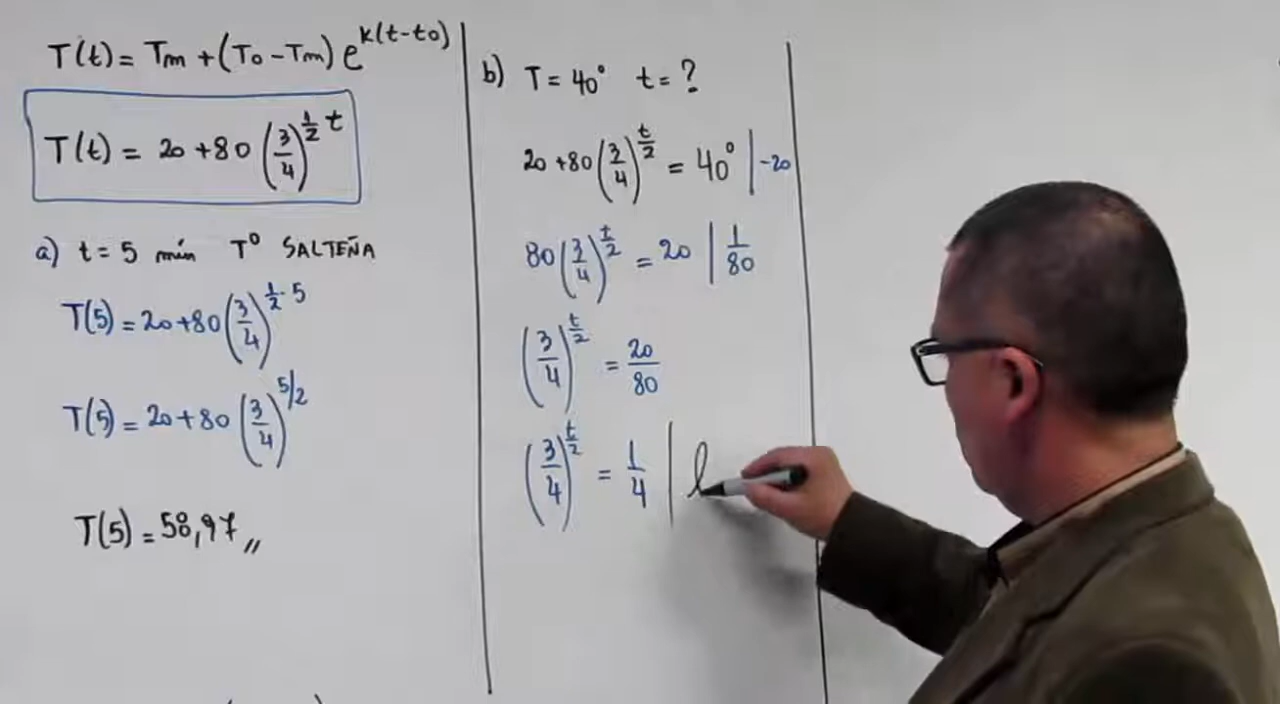 T(t) = Tm + (To - Tm) e^k(t-to)
T(t) = 20 + 80 (3/4)^1/2 t
a) t = 5 min T° SALTEÑA
T(5) = 20 + 80 (3/4)^1/2 · 5
T(5) = 20 + 80 (3/4)^5/2
T(5) = 58,97 //
b) T = 40° t = ?
20 + 80 (3/4)^t/2 = 40° | -20
80 (3/4)^t/2 = 20 | 1/80
(3/4)^t/2 = 20/80
(3/4)^t/2 = 1/4 | l